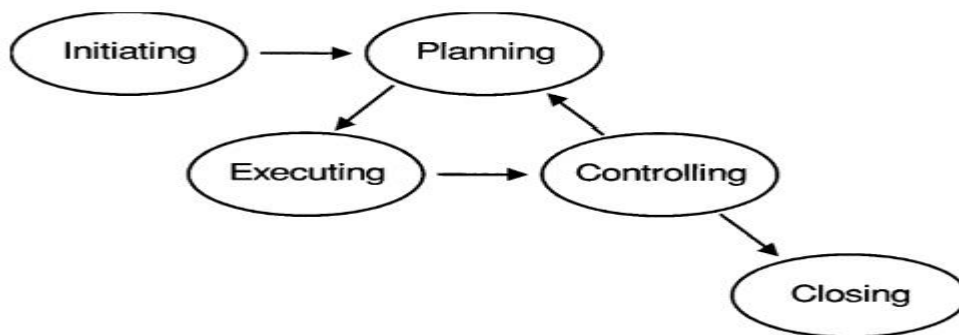 Initiating
Planning
Executing
Controlling
Closing